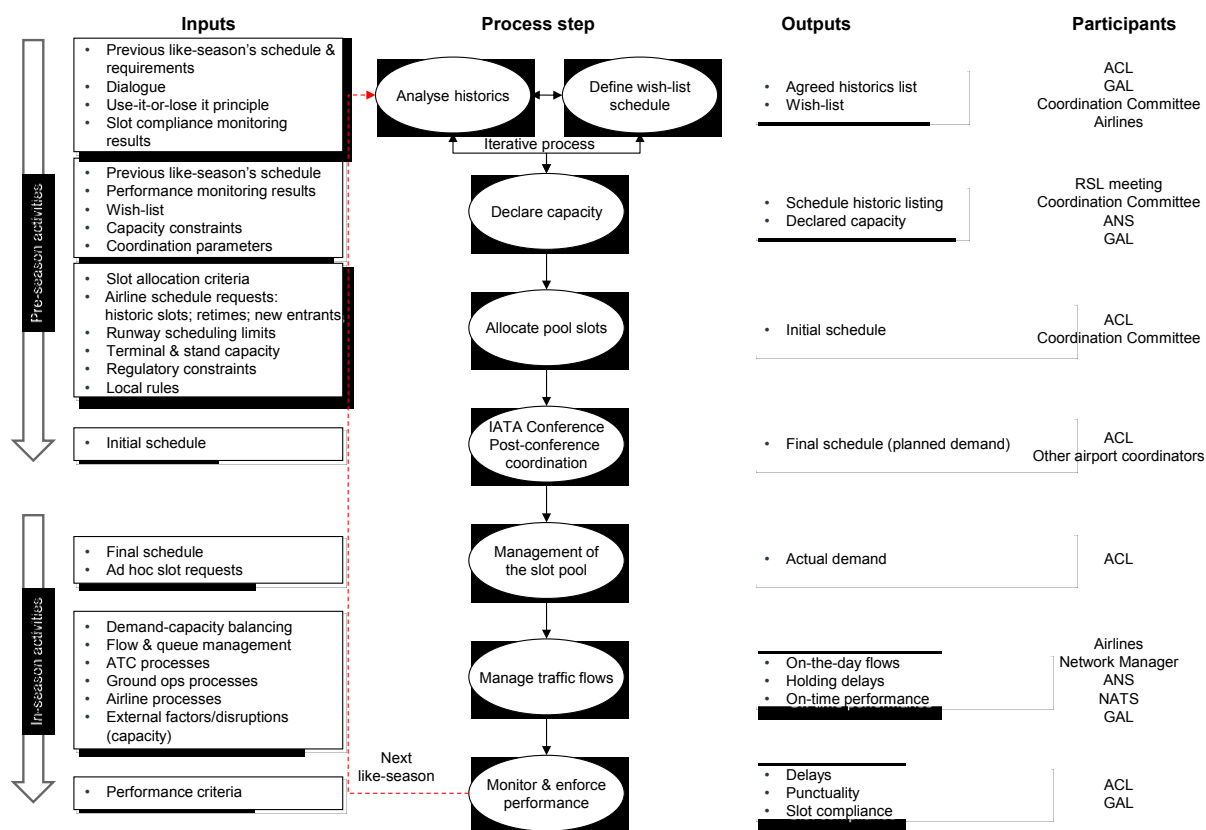 Inputs
Process step
Outputs
Participants
Pre-season activities
• Previous like-season's schedule &
requirements
• Dialogue
• Use-it-or-lose it principle
• Slot compliance monitoring
results
Analyse historics
Define wish-list
schedule
Iterative process
• Agreed historics list
• Wish-list
ACL
GAL
Coordination Committee
Airlines
• Previous like-season's schedule
• Performance monitoring results
• Wish-list
• Capacity constraints
• Coordination parameters
Declare capacity
• Schedule historic listing
• Declared capacity
RSL meeting
Coordination Committee
ANS
GAL
• Slot allocation criteria
• Airline schedule requests:
historic slots; retimes; new entrants;
• Runway scheduling limits
• Terminal & stand capacity
• Regulatory constraints
• Local rules
Allocate pool slots
• Initial schedule
ACL
Coordination Committee
• Initial schedule
IATA Conference
Post-conference
coordination
• Final schedule (planned demand)
ACL
Other airport coordinators
In-season activities
• Final schedule
• Ad hoc slot requests
Management of
the slot pool
• Actual demand
ACL
• Demand-capacity balancing
• Flow & queue management
• ATC processes
• Ground ops processes
• Airline processes
• External factors/disruptions
(capacity)
Manage traffic flows
• On-the-day flows
• Holding delays
• On-time performance
Airlines
Network Manager
ANS
NATS
GAL
• Performance criteria
Next
like-season
Monitor & enforce
performance
• Delays
• Punctuality
• Slot compliance
ACL
GAL